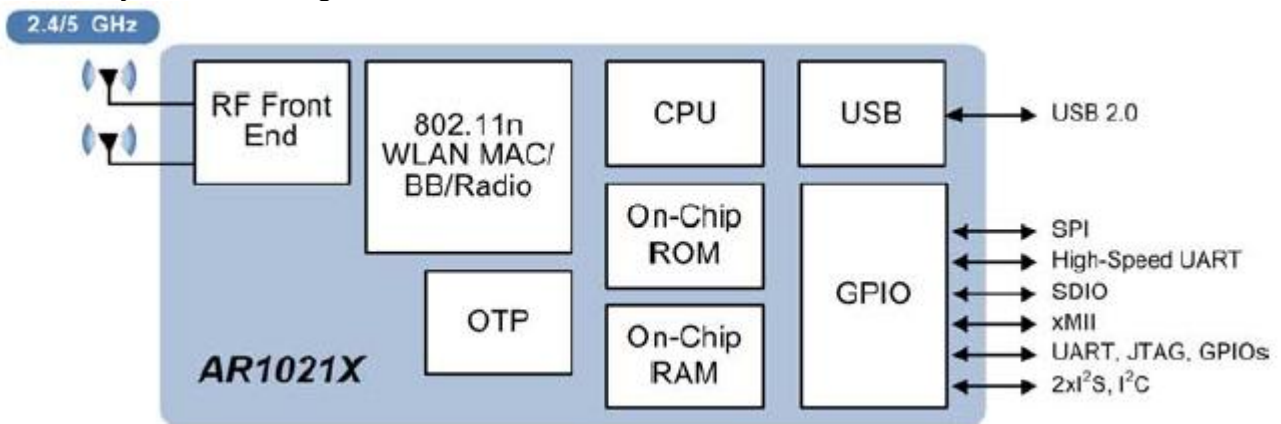 2.4/5 GHz
RF Front
End
802.11n
WLAN MAC/
BB/Radio
CPU
USB
USB 2.0
On-Chip
ROM
GPIO
SPI
High-Speed UART
SDIO
xMII
UART, JTAG, GPIOs
2xI²S, I²C
OTP
On-Chip
RAM
AR1021X